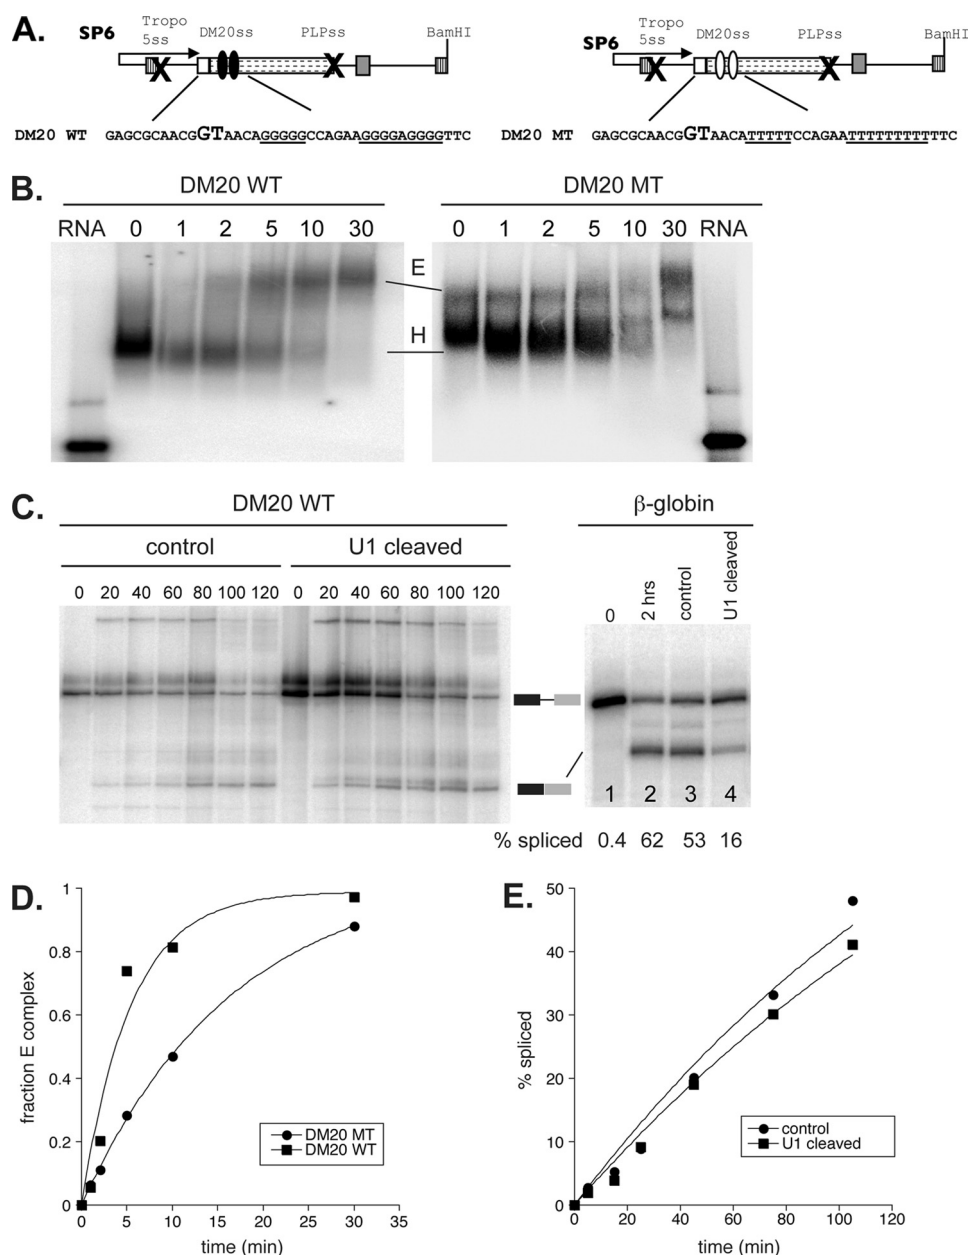 A.
SP6 Tropo 5ss DM20ss PLPss BamHI
SP6 Tropo 5ss DM20ss PLPss BamHI
DM20 WT GAGCGCAACGGTAACAGGGGGCCAGAAGGGGAGGGGTTC
DM20 MT GAGCGCAACGGTAACATTTTTCCAGAATTTTTTTTTTTC
B.
DM20 WT
DM20 MT
RNA 0 1 2 5 10 30
0 1 2 5 10 30 RNA
E
H
C.
DM20 WT
β-globin
control
U1 cleaved
0 20 40 60 80 100 120 0 20 40 60 80 100 120
0 2 hrs control U1 cleaved
1 2 3 4
% spliced 0.4 62 53 16
D.
fraction E complex
1
0.8
0.6
0.4
0.2
0
0 5 10 15 20 25 30 35
time (min)
DM20 MT
DM20 WT
E.
% spliced
50
40
30
20
10
0
0 20 40 60 80 100 120
time (min)
control
U1 cleaved